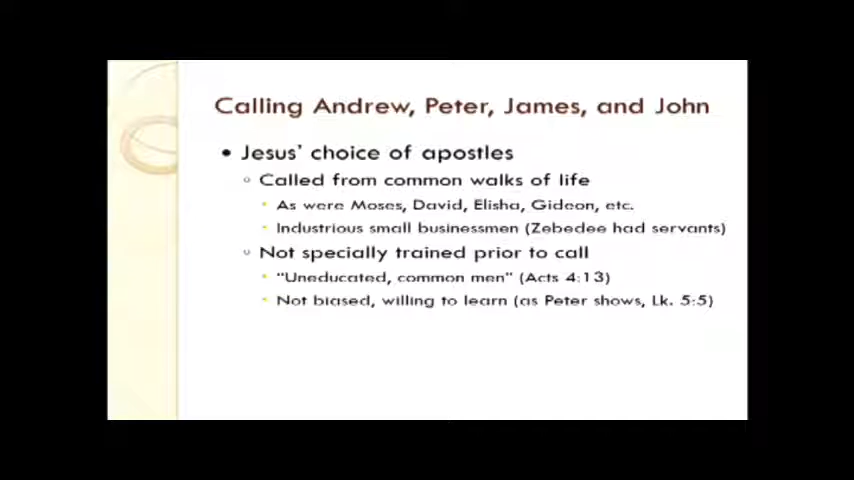 Calling Andrew, Peter, James, and John
• Jesus' choice of apostles
◦ Called from common walks of life
• As were Moses, David, Elisha, Gideon, etc.
• Industrious small businessmen (Zebedee had servants)
◦ Not specially trained prior to call
• "Uneducated, common men" (Acts 4:13)
• Not biased, willing to learn (as Peter shows, Lk. 5:5)